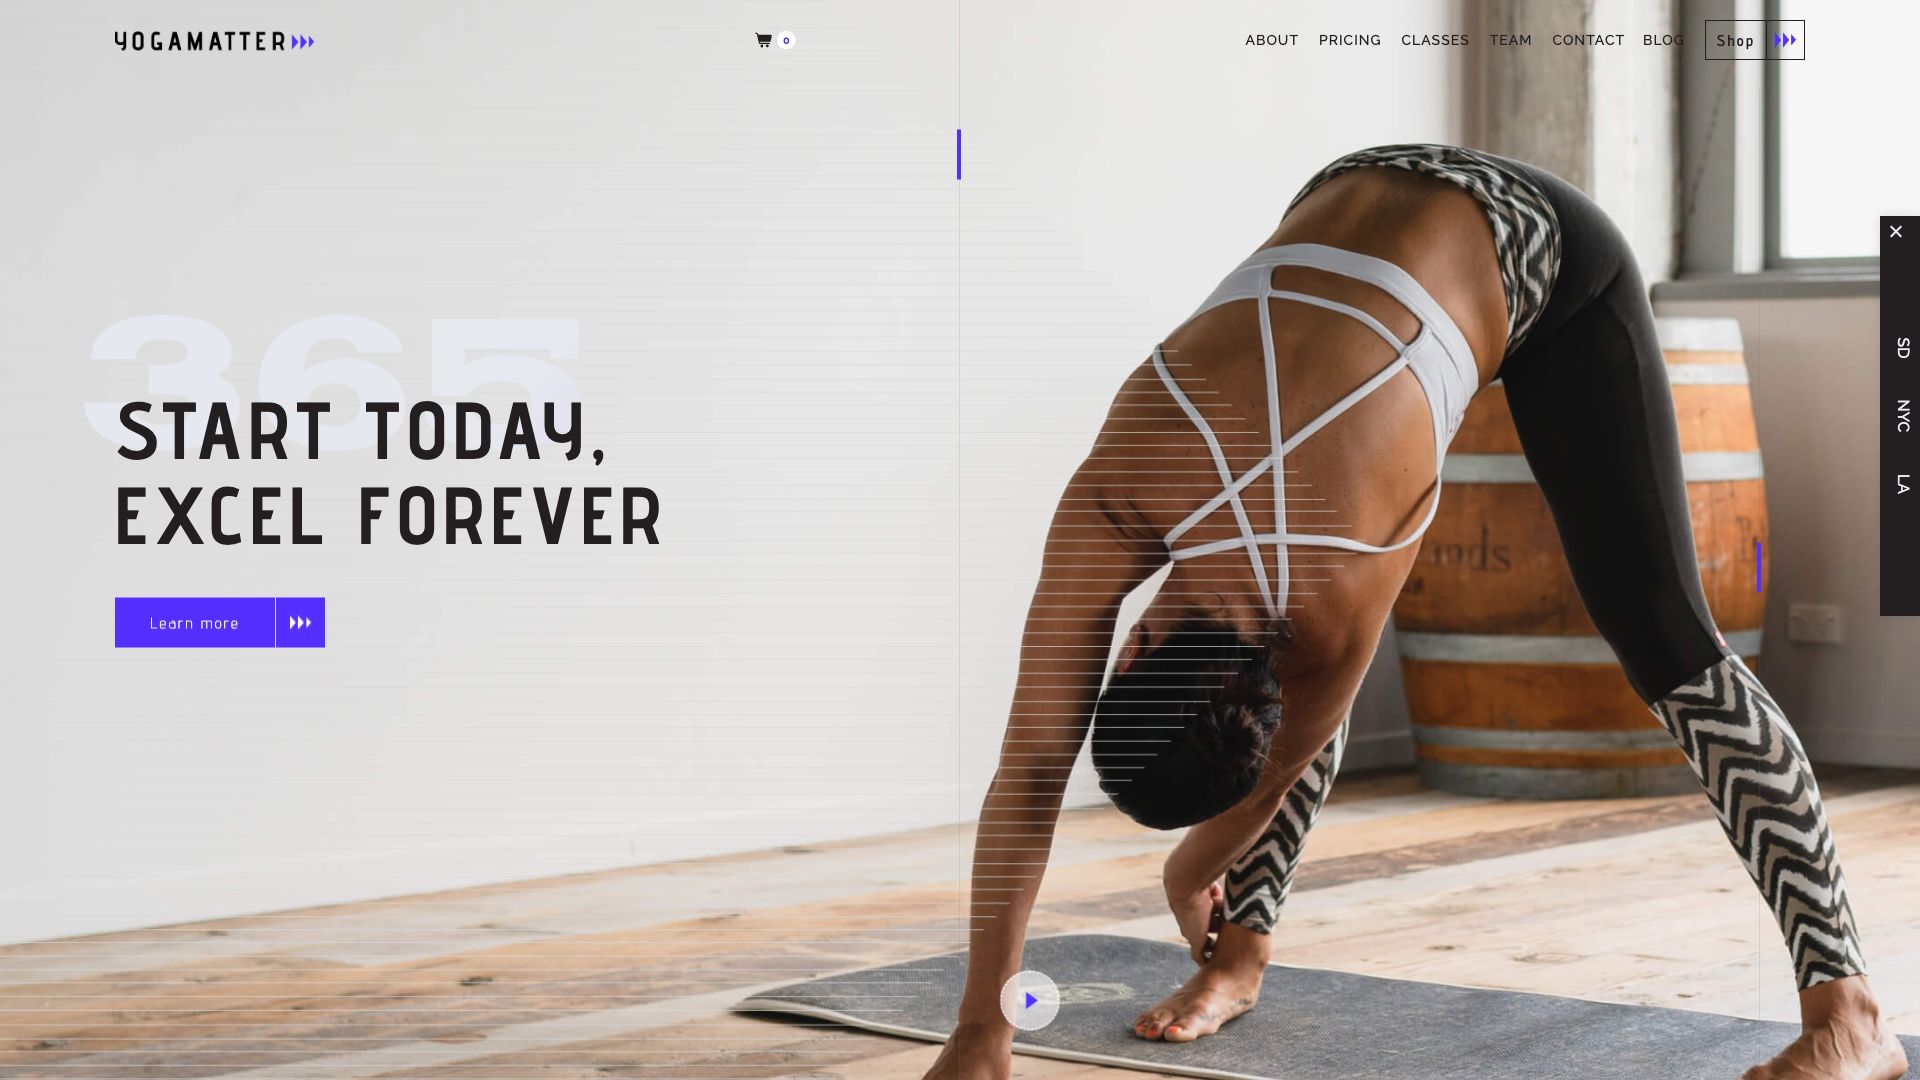 YOGAMATTER
0
ABOUT PRICING CLASSES TEAM CONTACT BLOG Shop
365
START TODAY,
EXCEL FOREVER
Learn more
SD
NYC
LA